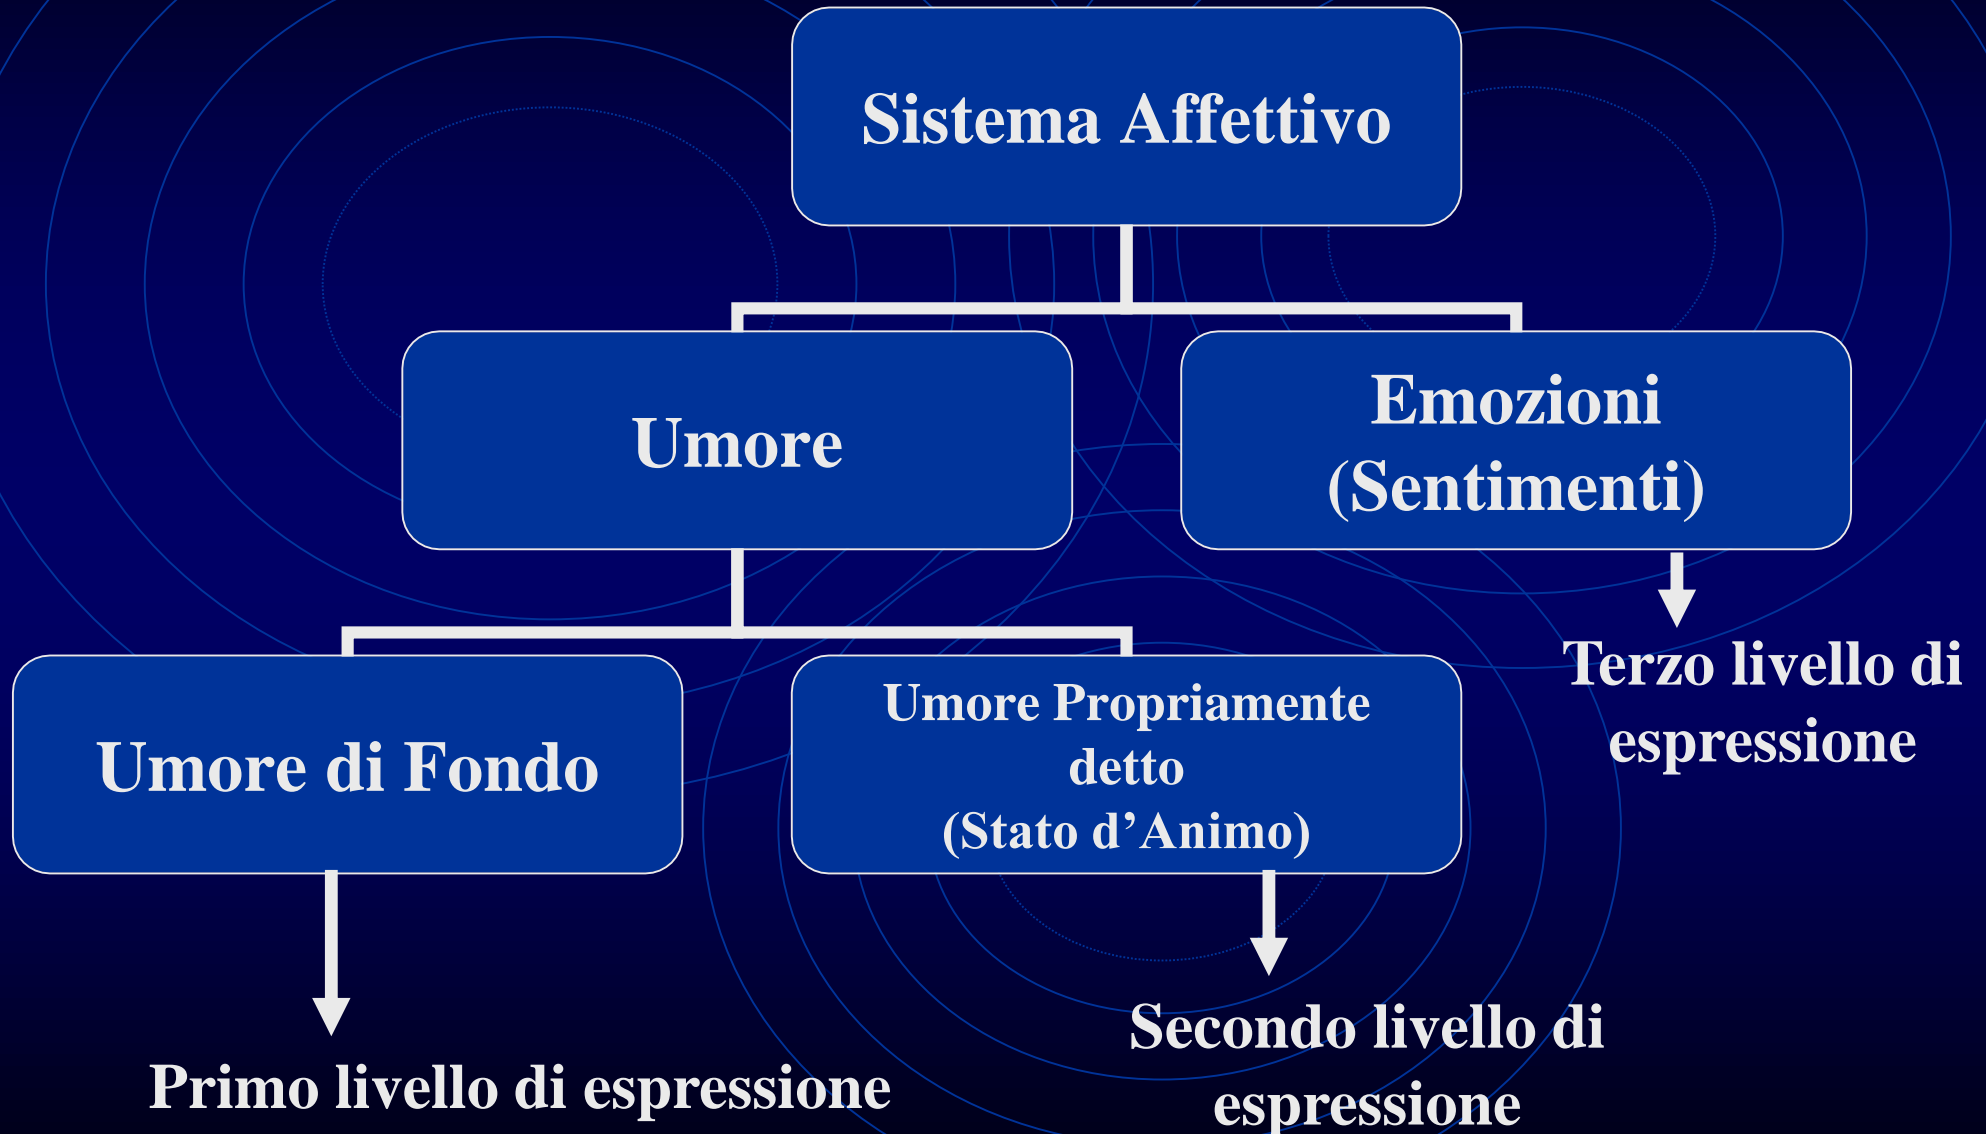 Sistema Affettivo
Umore
Emozioni
(Sentimenti)
Umore di Fondo
Umore Propriamente
detto
(Stato d’Animo)
Terzo livello di
espressione
Primo livello di espressione
Secondo livello di
espressione